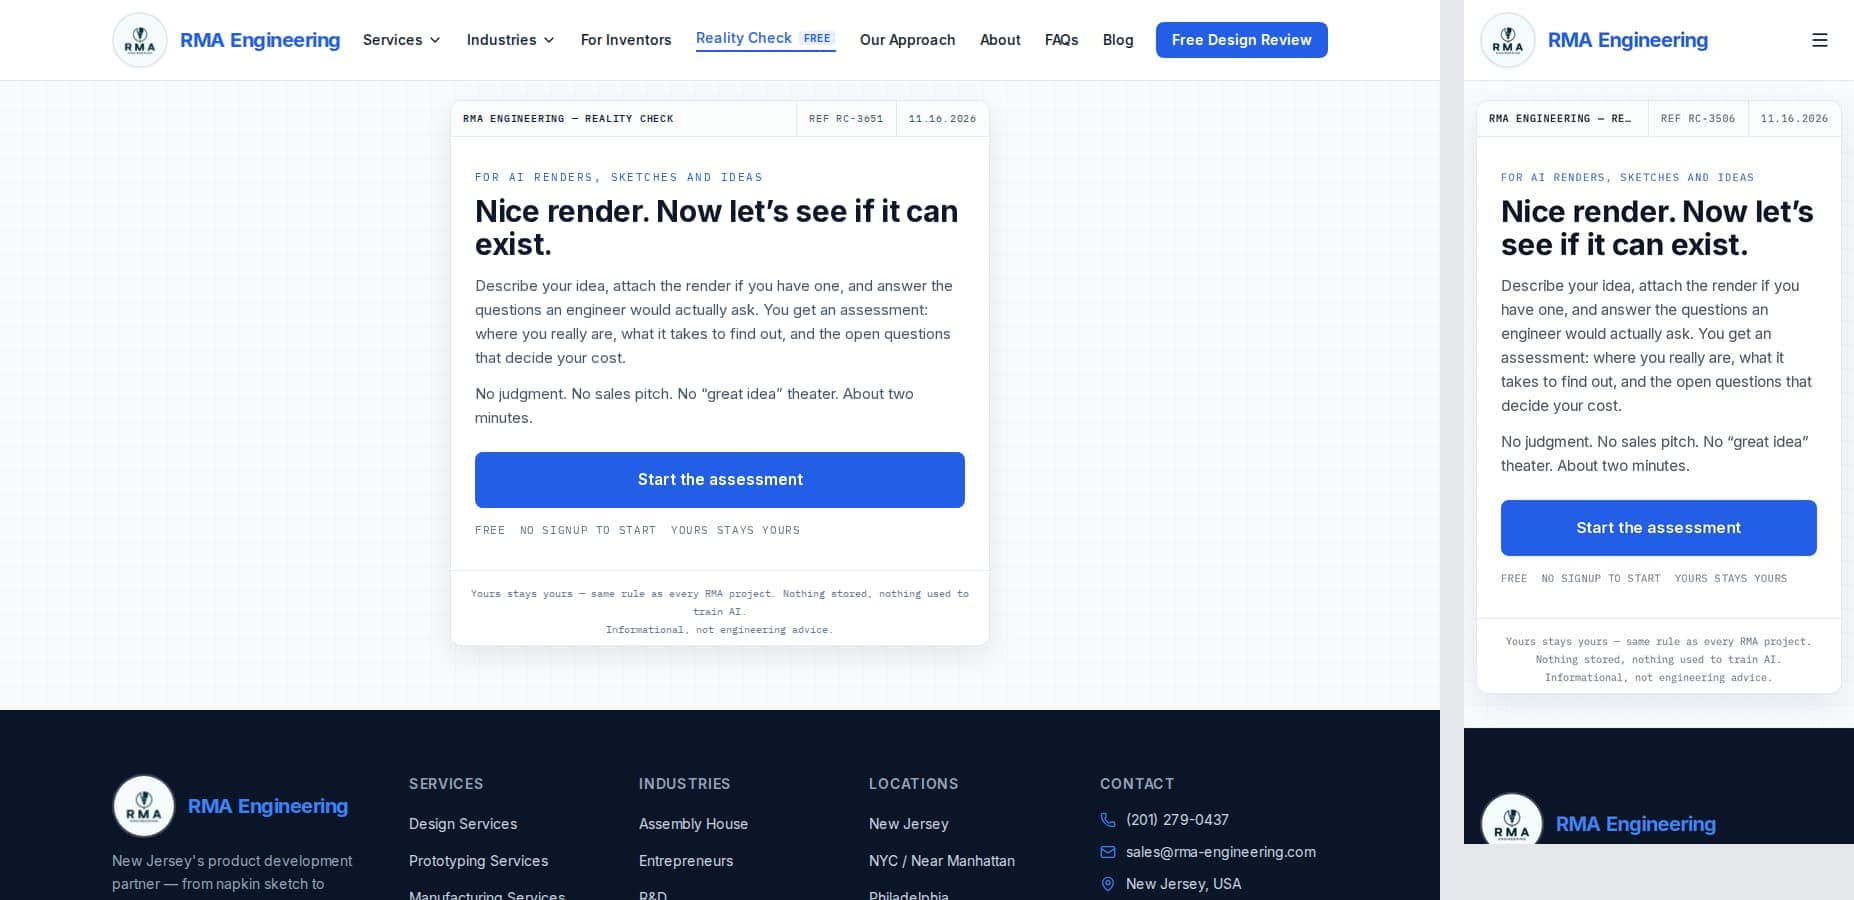 RMA
RMA Engineering
Services
Industries
For Inventors
Reality Check FREE
Our Approach
About
FAQs
Blog
Free Design Review
RMA ENGINEERING — REALITY CHECK
REF RC-3651
11.16.2026
FOR AI RENDERS, SKETCHES AND IDEAS
Nice render. Now let’s see if it can
exist.
Describe your idea, attach the render if you have one, and answer the
questions an engineer would actually ask. You get an assessment:
where you really are, what it takes to find out, and the open questions
that decide your cost.
No judgment. No sales pitch. No “great idea” theater. About two
minutes.
Start the assessment
FREE NO SIGNUP TO START YOURS STAYS YOURS
Yours stays yours — same rule as every RMA project. Nothing stored, nothing used to
train AI.
Informational, not engineering advice.
RMA
RMA Engineering
New Jersey's product development
partner — from napkin sketch to
SERVICES
Design Services
Prototyping Services
Manufacturing Services
INDUSTRIES
Assembly House
Entrepreneurs
R&D
LOCATIONS
New Jersey
NYC / Near Manhattan
Philadelphia
CONTACT
(201) 279-0437
sales@rma-engineering.com
New Jersey, USA
RMA
RMA Engineering
RMA ENGINEERING — RE…
REF RC-3506
11.16.2026
FOR AI RENDERS, SKETCHES AND IDEAS
Nice render. Now let’s
see if it can exist.
Describe your idea, attach the render if you
have one, and answer the questions an
engineer would actually ask. You get an
assessment: where you really are, what it
takes to find out, and the open questions that
decide your cost.
No judgment. No sales pitch. No “great idea”
theater. About two minutes.
Start the assessment
FREE NO SIGNUP TO START YOURS STAYS YOURS
Yours stays yours — same rule as every RMA project.
Nothing stored, nothing used to train AI.
Informational, not engineering advice.
RMA
RMA Engineering